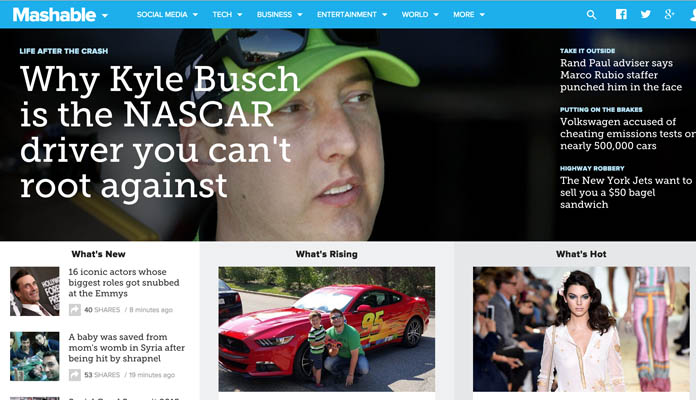 Mashable
SOCIAL MEDIA
TECH
BUSINESS
ENTERTAINMENT
WORLD
MORE
LIFE AFTER THE CRASH
Why Kyle Busch
is the NASCAR
driver you can't
root against
TAKE IT OUTSIDE
Rand Paul adviser says
Marco Rubio staffer
punched him in the face
PUTTING ON THE BRAKES
Volkswagen accused of
cheating emissions tests on
nearly 500,000 cars
HIGHWAY ROBBERY
The New York Jets want to
sell you a $50 bagel
sandwich
What's New
16 iconic actors whose
biggest roles got snubbed
at the Emmys
40 SHARES / 8 minutes ago
A baby was saved from
mom's womb in Syria after
being hit by shrapnel
53 SHARES / 19 minutes ago
What's Rising
95
What's Hot